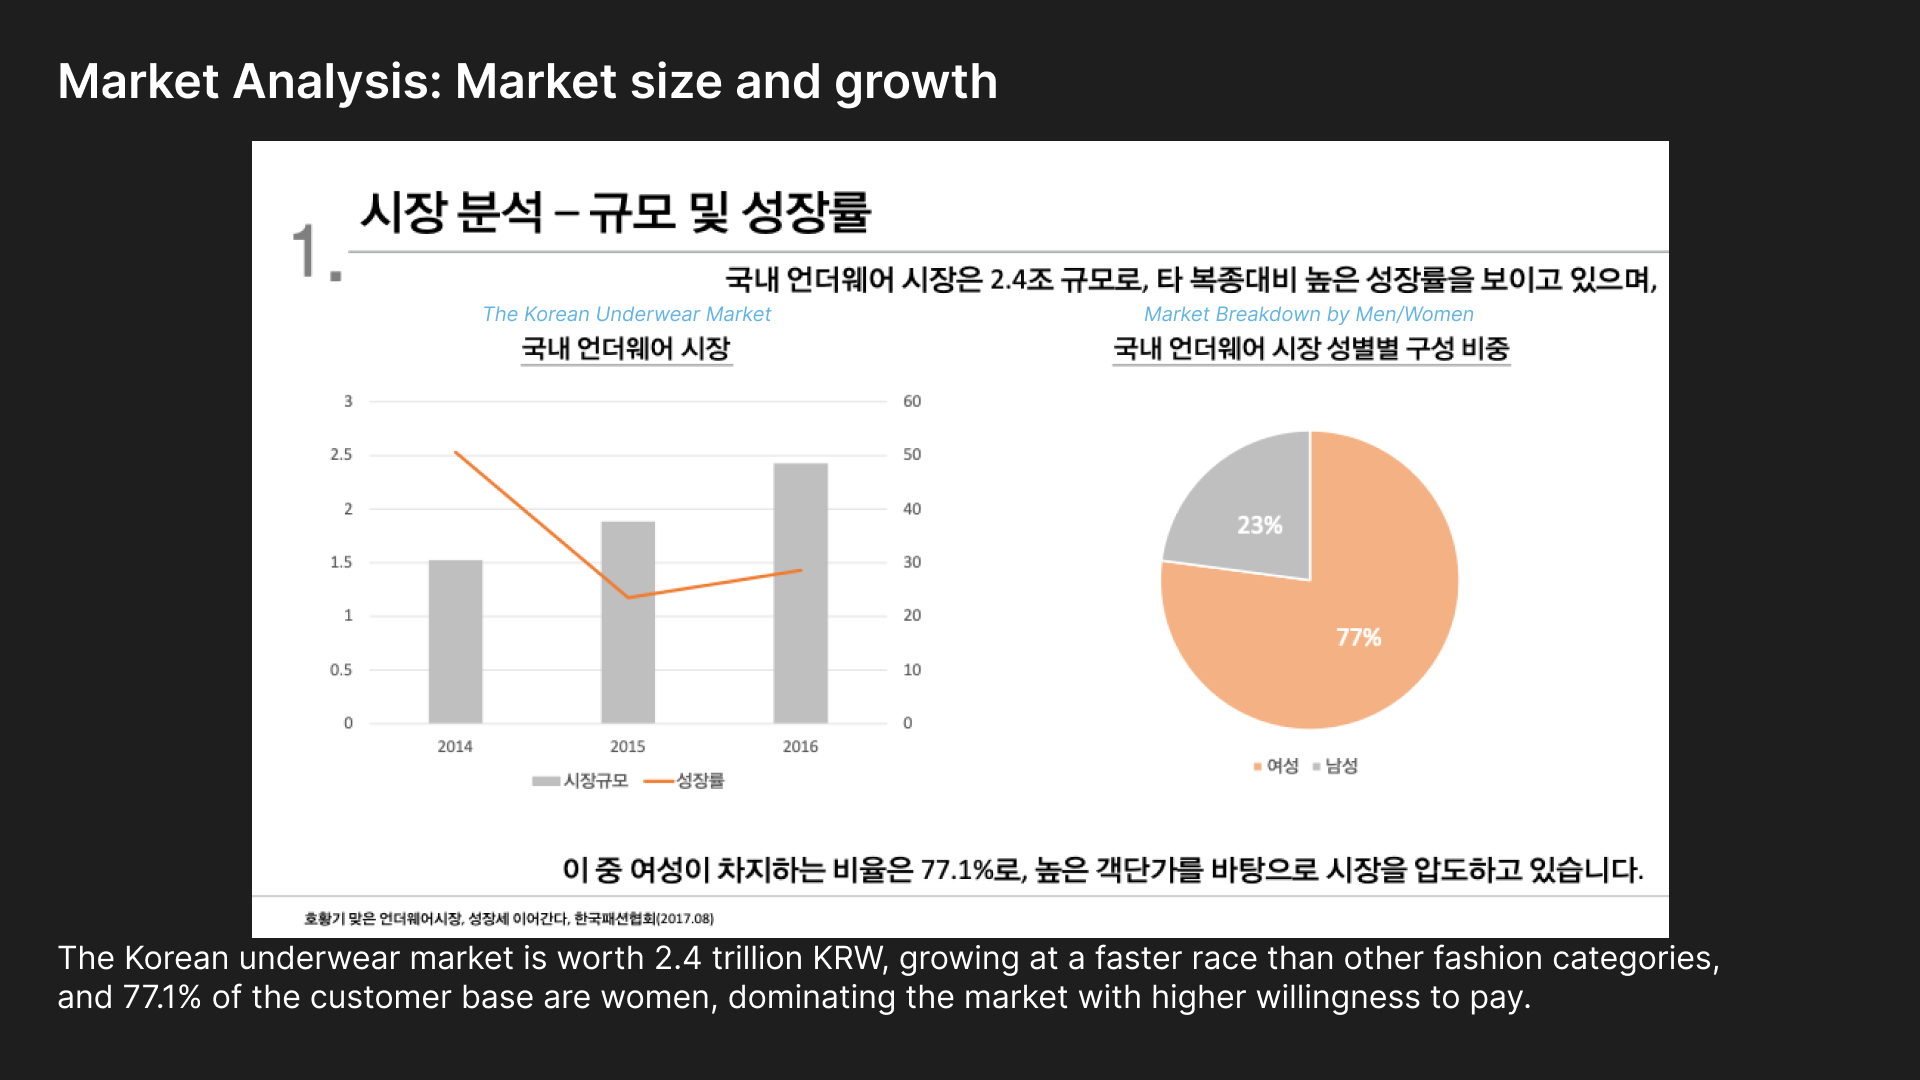 Market Analysis: Market size and growth
1.
시장 분석 – 규모 및 성장률
국내 언더웨어 시장은 2.4조 규모로, 타 복종대비 높은 성장률을 보이고 있으며,
The Korean Underwear Market
국내 언더웨어 시장
3
2.5
2
1.5
1
0.5
0
60
50
40
30
20
10
0
2014 2015 2016
시장규모 성장률
Market Breakdown by Men/Women
국내 언더웨어 시장 성별별 구성 비중
23%
77%
여성 남성
이 중 여성이 차지하는 비율은 77.1%로, 높은 객단가를 바탕으로 시장을 압도하고 있습니다.
호황기 맞은 언더웨어시장, 성장세 이어간다, 한국패션협회(2017.08)
The Korean underwear market is worth 2.4 trillion KRW, growing at a faster race than other fashion categories,
and 77.1% of the customer base are women, dominating the market with higher willingness to pay.